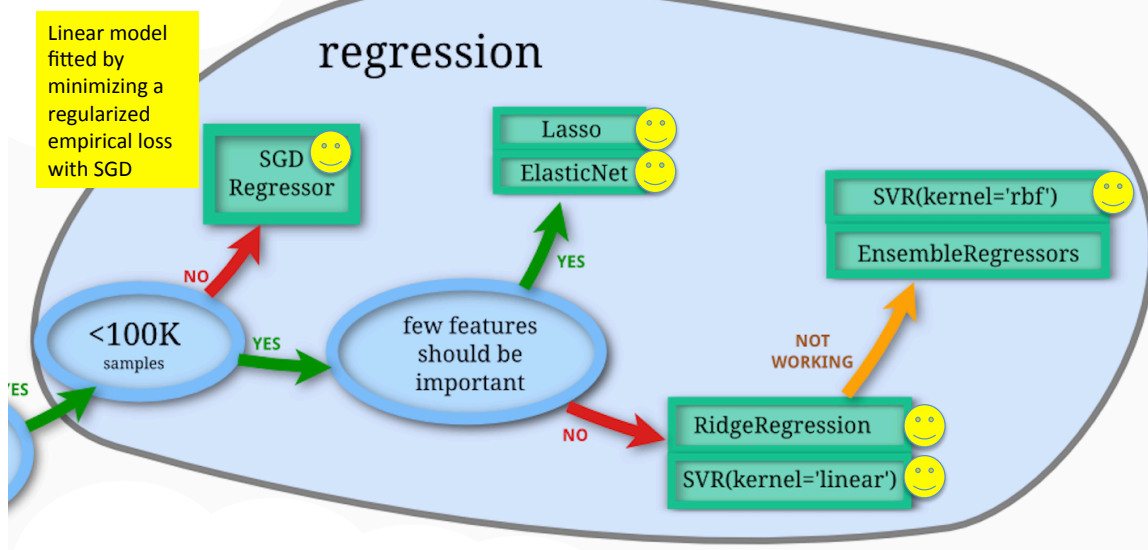 Linear model
fitted by
minimizing a
regularized
empirical loss
with SGD
regression
SGD
Regressor
Lasso
ElasticNet
SVR(kernel='rbf')
EnsembleRegressors
NO
YES
<100K
samples
YES
few features
should be
important
NOT
WORKING
YES
NO
RidgeRegression
SVR(kernel='linear')